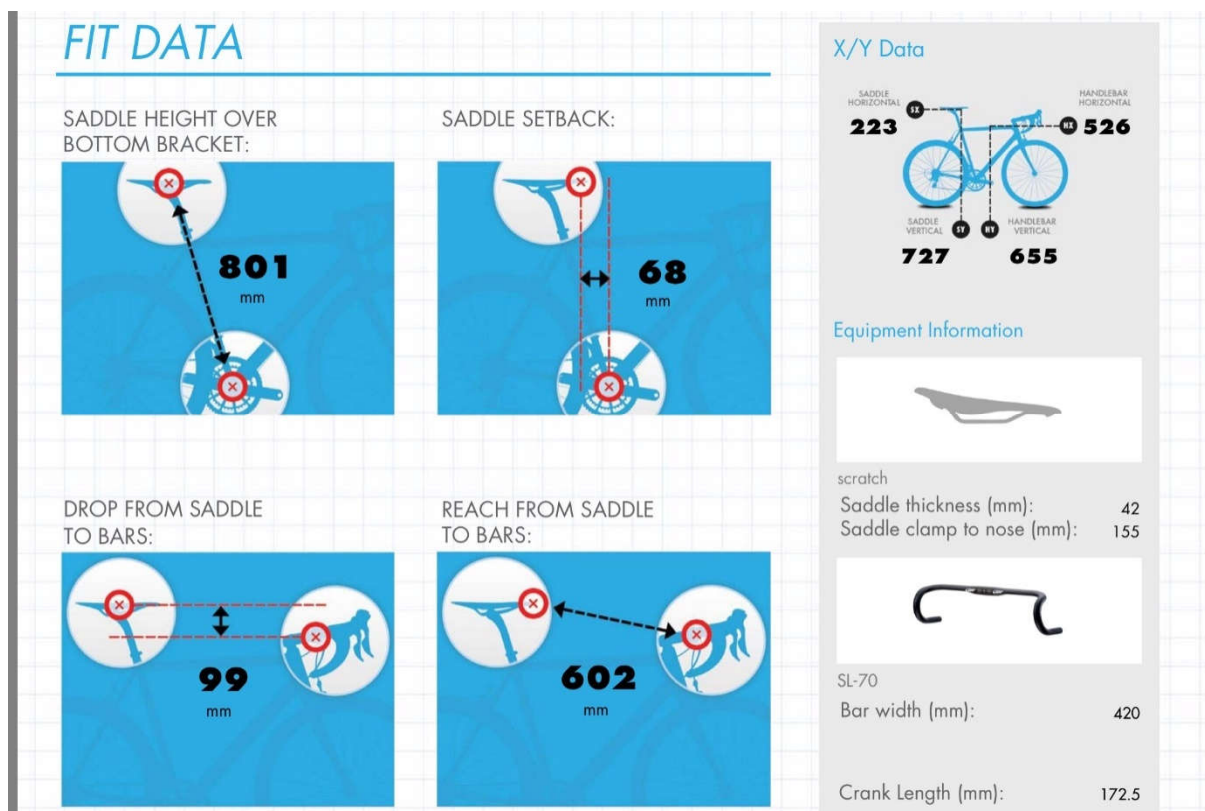 FIT DATA
SADDLE HEIGHT OVER
BOTTOM BRACKET:
801
mm
SADDLE SETBACK:
68
mm
DROP FROM SADDLE
TO BARS:
99
mm
REACH FROM SADDLE
TO BARS:
602
mm
X/Y Data
SADDLE
HORIZONTAL
SX
223
HANDLEBAR
HORIZONTAL
HX
526
SADDLE
VERTICAL
SY
727
HY
HANDLEBAR
VERTICAL
655
Equipment Information
scratch
Saddle thickness (mm): 42
Saddle clamp to nose (mm): 155
SL-70
Bar width (mm): 420
Crank Length (mm): 172.5